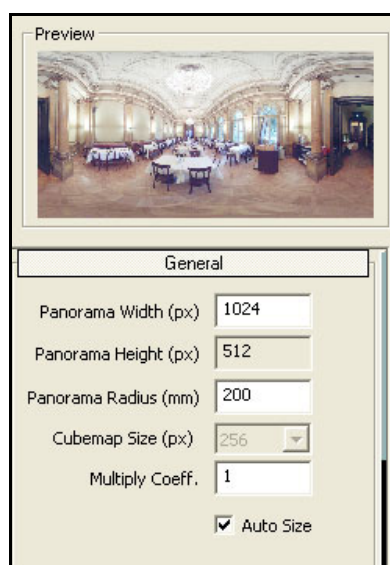 Preview
General
Panorama Width (px) 1024
Panorama Height (px) 512
Panorama Radius (mm) 200
Cubemap Size (px) 256
Multiply Coeff. 1
Auto Size